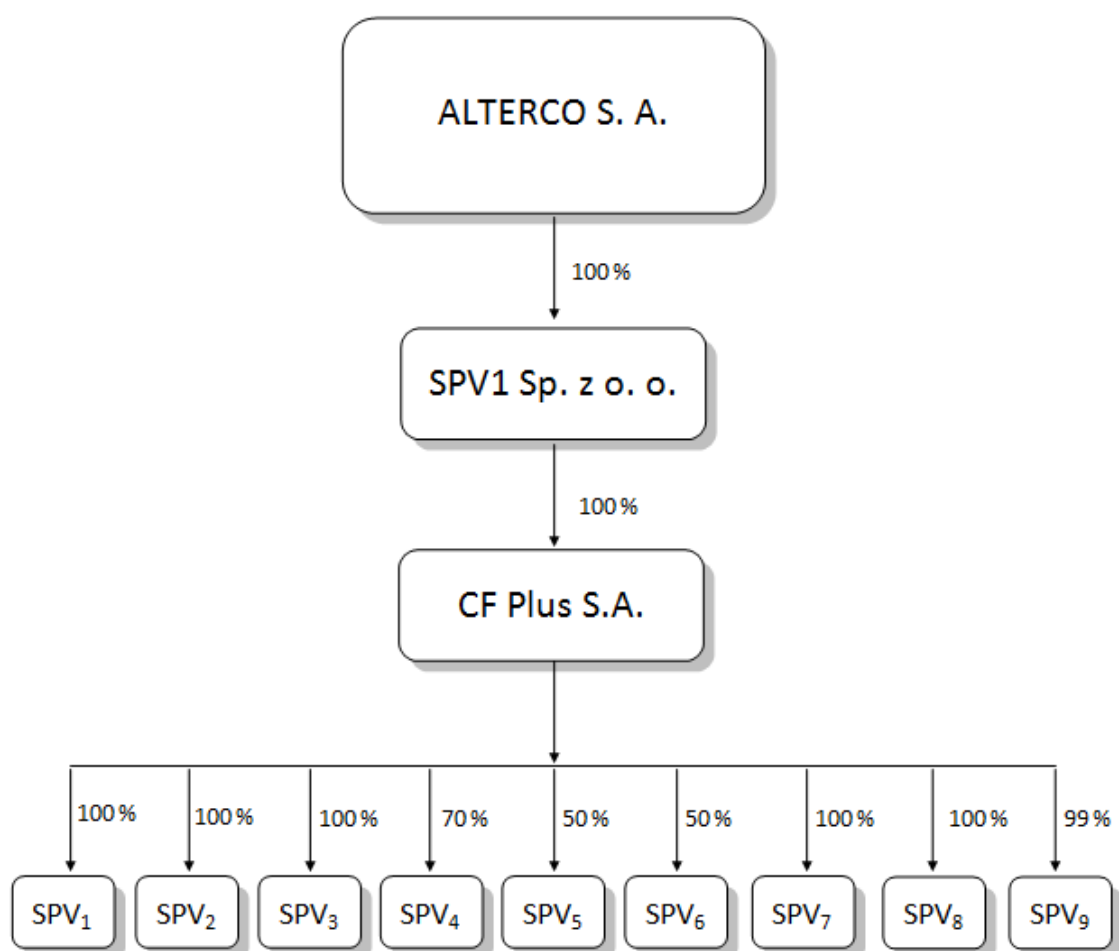 ALTERCO S. A.
100 %
SPV1 Sp. z o. o.
100 %
CF Plus S.A.
100 % 100 % 100 % 70 % 50 % 50 % 100 % 100 % 99 %
SPV₁ SPV₂ SPV₃ SPV₄ SPV₅ SPV₆ SPV₇ SPV₈ SPV₉